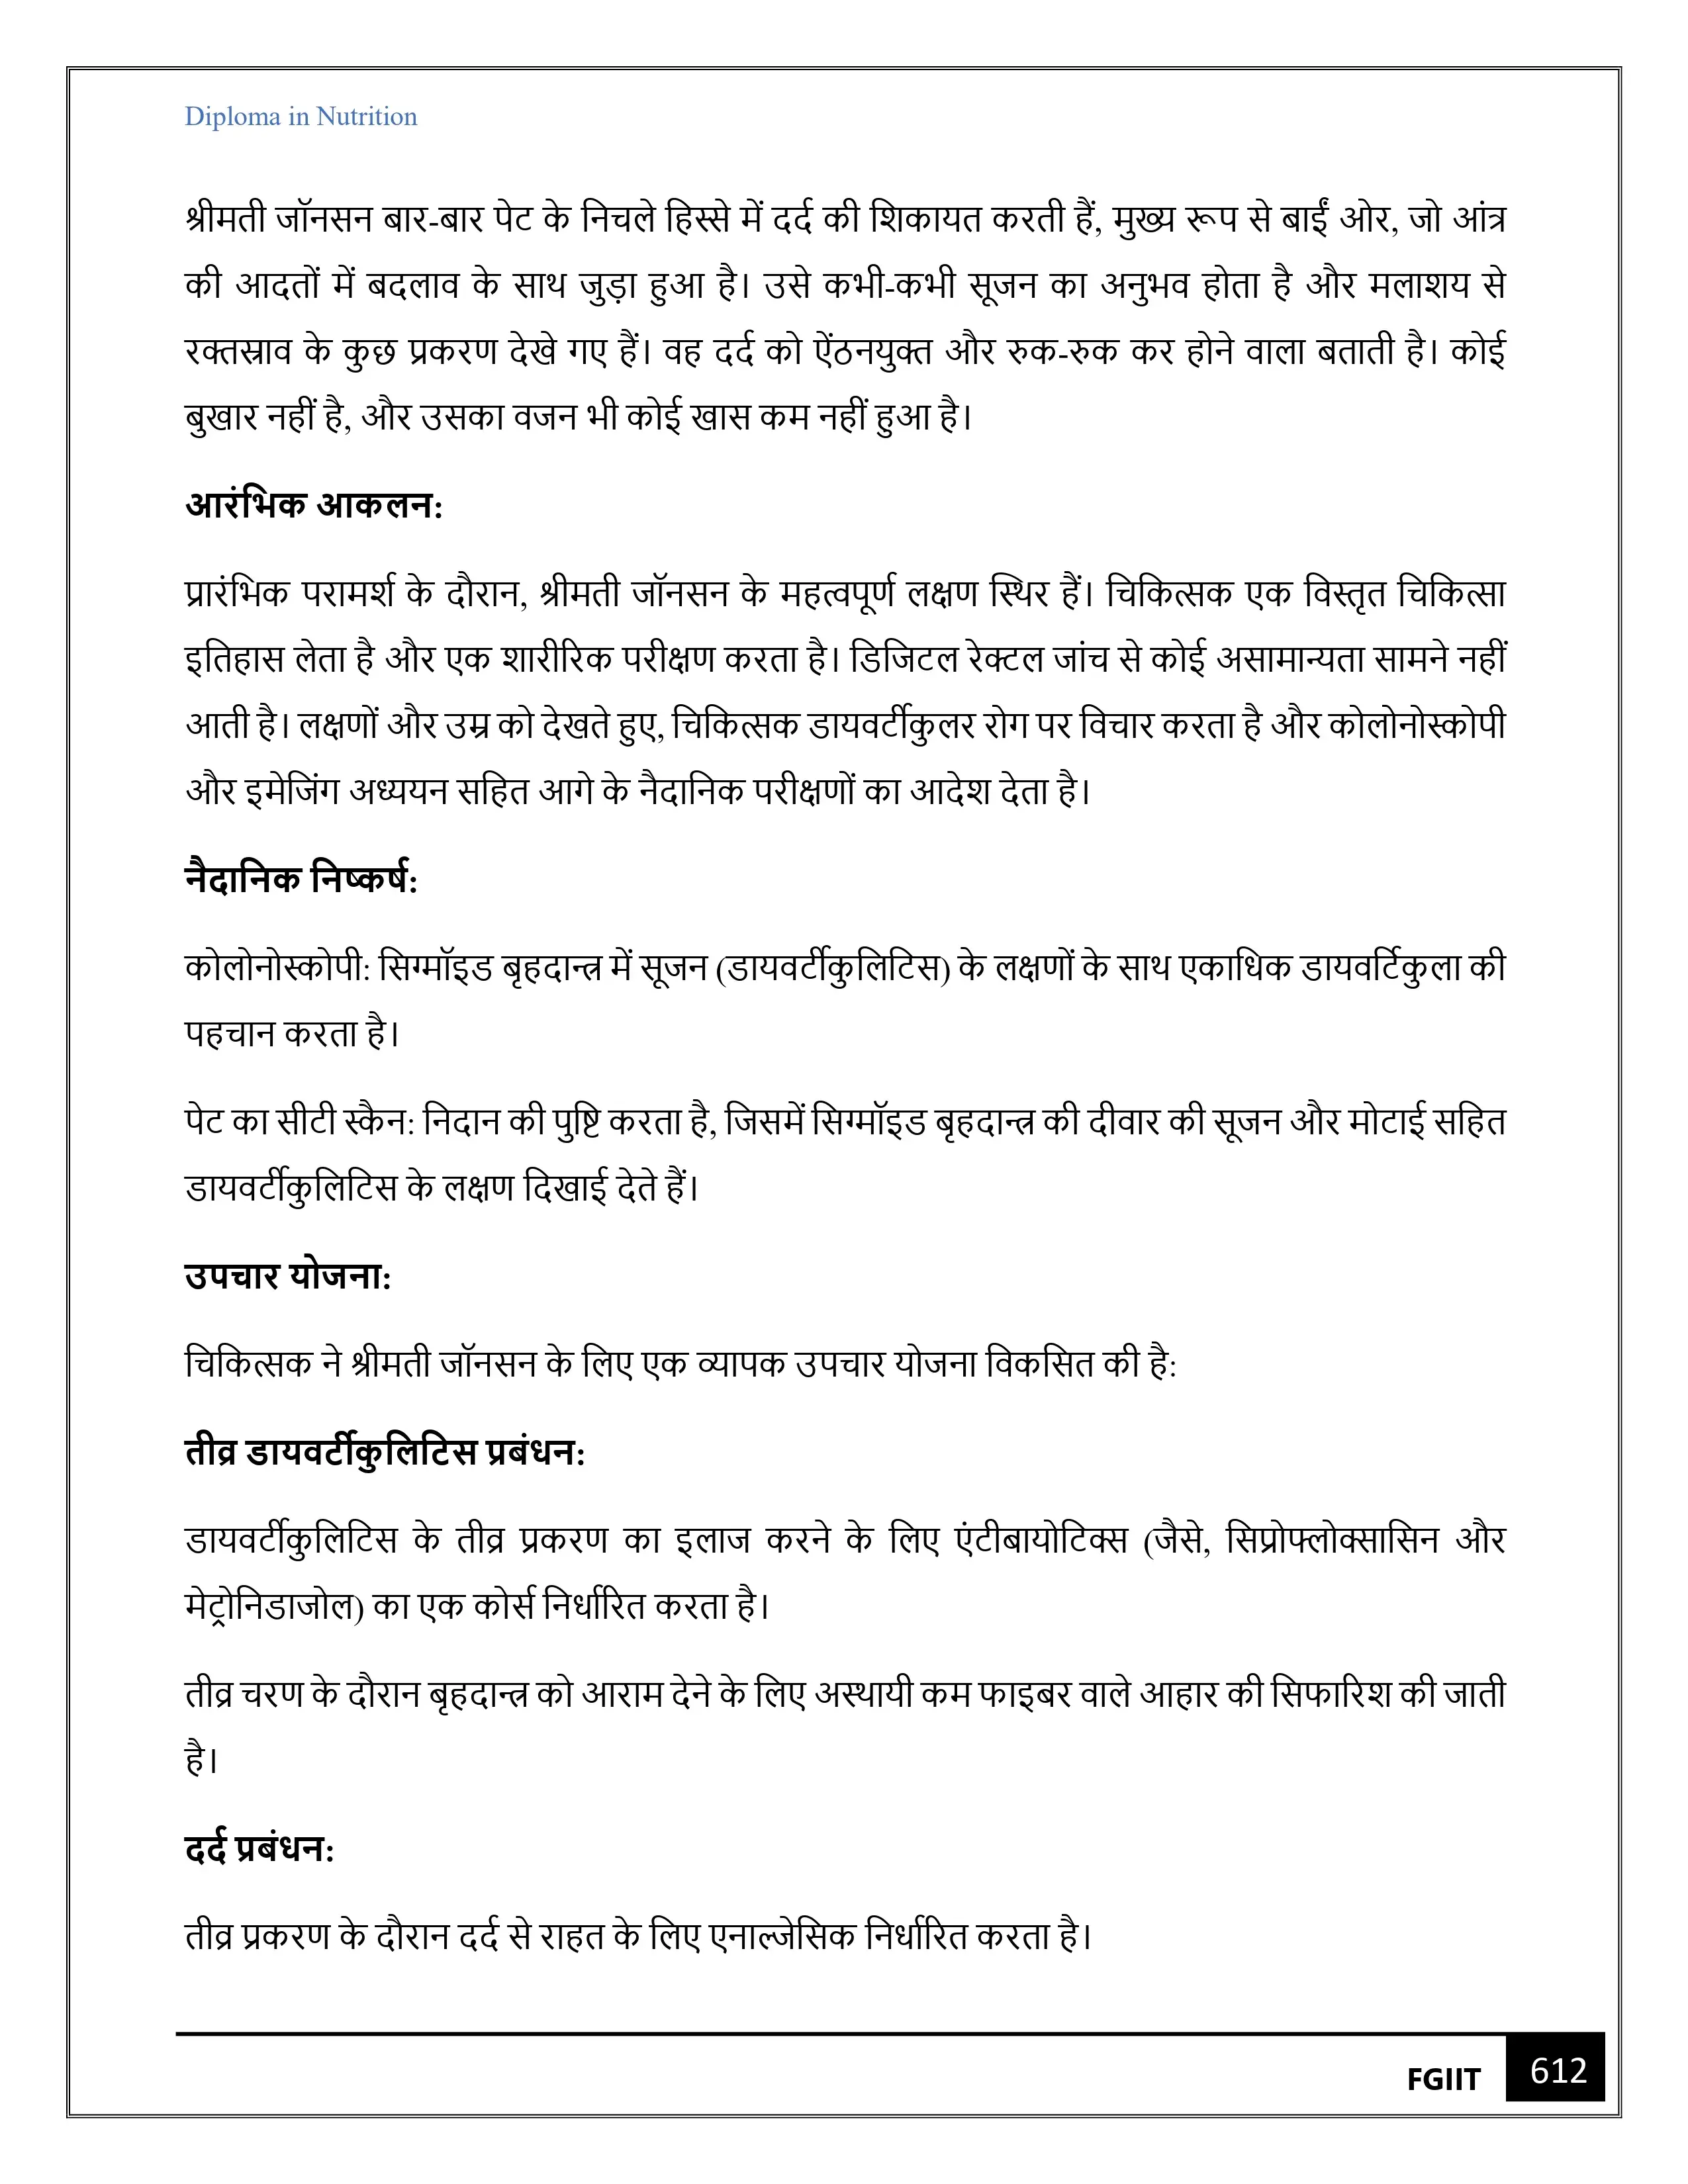 Diploma in Nutrition
श्रीमती जॉनसन बार-बार पेट के निचले हिस्से में दर्द की शिकायत करती हैं, मुख्य रूप से बाईं ओर, जो आंत्र
की आदतों में बदलाव के साथ जुड़ा हुआ है। उसे कभी-कभी सूजन का अनुभव होता है और मलाशय से
रक्तस्राव के कुछ प्रकरण देखे गए हैं। वह दर्द को ऐंठनयुक्त और रुक-रुक कर होने वाला बताती है। कोई
बुखार नहीं है, और उसका वजन भी कोई खास कम नहीं हुआ है।
आरंभिक आकलन:
प्रारंभिक परामर्श के दौरान, श्रीमती जॉनसन के महत्वपूर्ण लक्षण स्थिर हैं। चिकित्सक एक विस्तृत चिकित्सा
इतिहास लेता है और एक शारीरिक परीक्षण करता है। डिजिटल रेक्टल जांच से कोई असामान्यता सामने नहीं
आती है। लक्षणों और उम्र को देखते हुए, चिकित्सक डायवर्टीकुलर रोग पर विचार करता है और कोलोनोस्कोपी
और इमेजिंग अध्ययन सहित आगे के नैदानिक परीक्षणों का आदेश देता है।
नैदानिक निष्कर्ष:
कोलोनोस्कोपी: सिग्मॉइड बृहदान्त्र में सूजन (डायवर्टीकुलिटिस) के लक्षणों के साथ एकाधिक डायवर्टिकुला की
पहचान करता है।
पेट का सीटी स्कैन: निदान की पुष्टि करता है, जिसमें सिग्मॉइड बृहदान्त्र की दीवार की सूजन और मोटाई सहित
डायवर्टीकुलिटिस के लक्षण दिखाई देते हैं।
उपचार योजना:
चिकित्सक ने श्रीमती जॉनसन के लिए एक व्यापक उपचार योजना विकसित की है:
तीव्र डायवर्टीकुलिटिस प्रबंधन:
डायवर्टीकुलिटिस के तीव्र प्रकरण का इलाज करने के लिए एंटीबायोटिक्स (जैसे, सिप्रोफ्लोक्सासिन और
मेट्रोनिडाजोल) का एक कोर्स निर्धारित करता है।
तीव्र चरण के दौरान बृहदान्त्र को आराम देने के लिए अस्थायी कम फाइबर वाले आहार की सिफारिश की जाती
है।
दर्द प्रबंधन:
तीव्र प्रकरण के दौरान दर्द से राहत के लिए एनाल्जेसिक निर्धारित करता है।
FGIIT 612